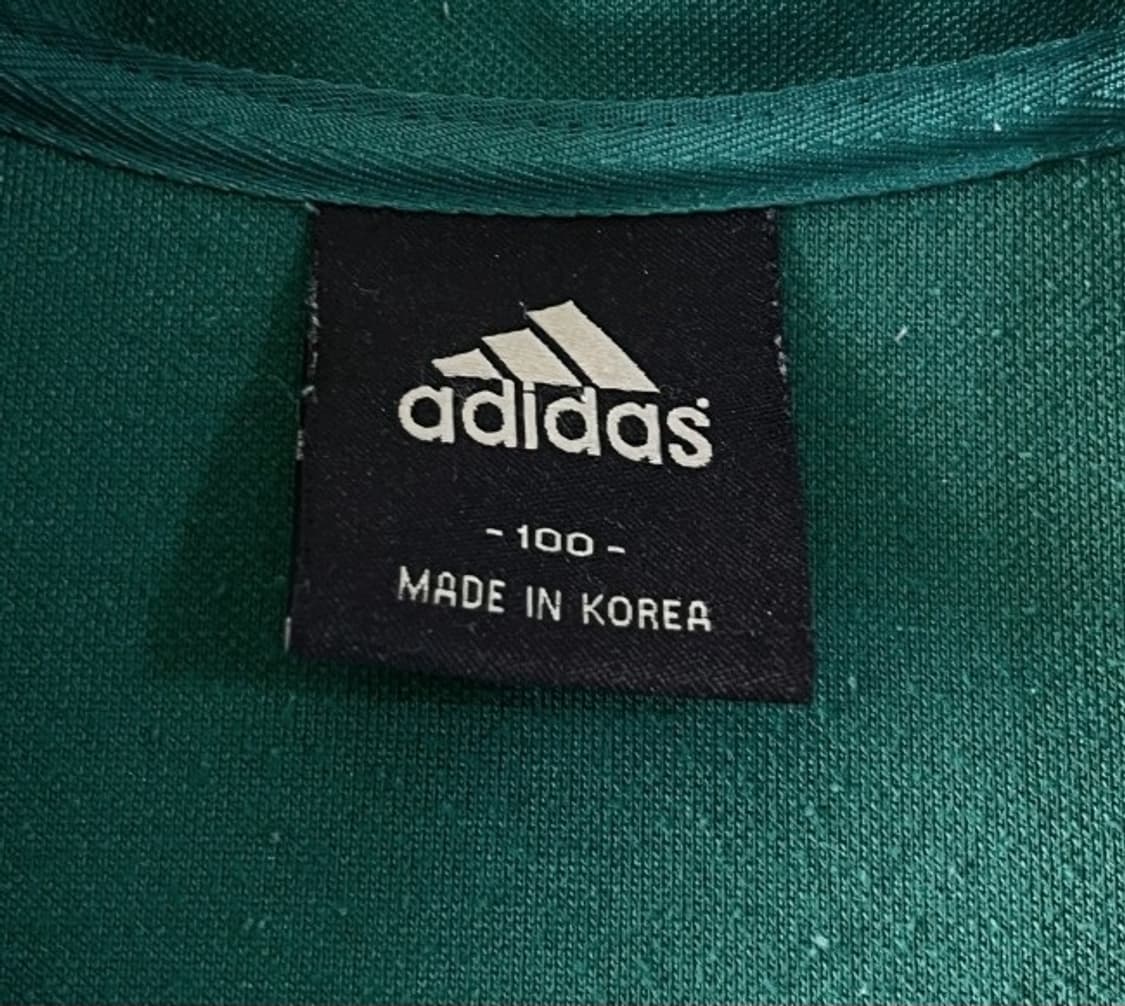 adidas
- 100 -
MADE IN KOREA